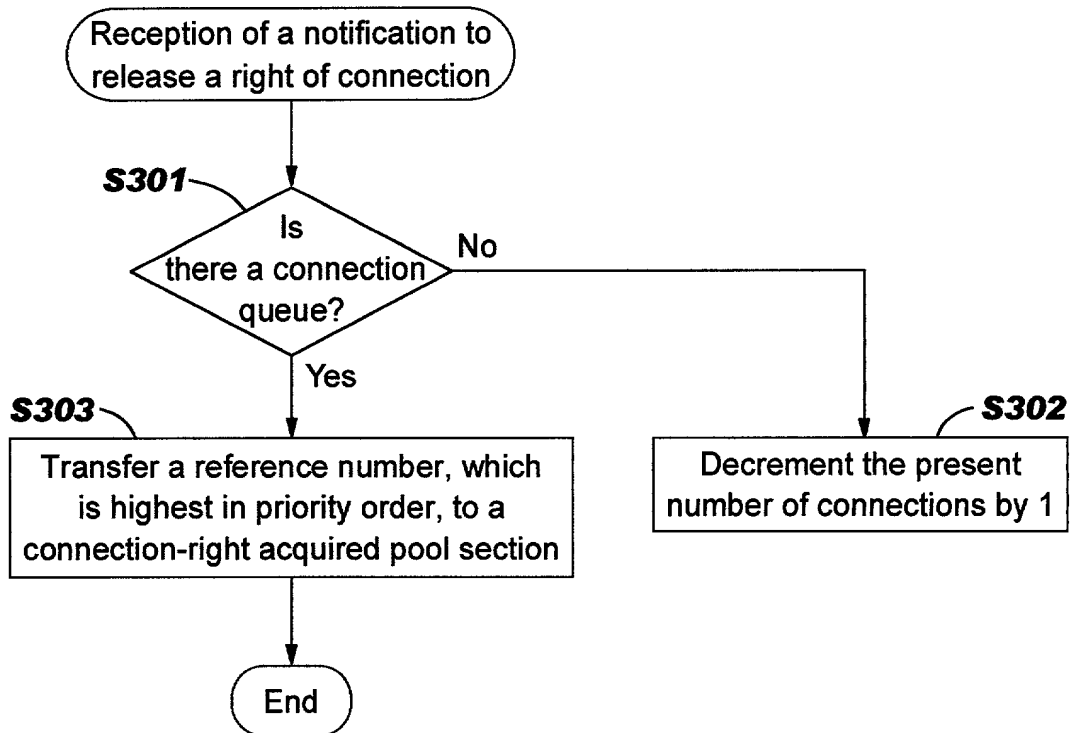 Reception of a notification to
release a right of connection
S301
Is
there a connection
queue?
No
Yes
S303
Transfer a reference number, which
is highest in priority order, to a
connection-right acquired pool section
S302
Decrement the present
number of connections by 1
End